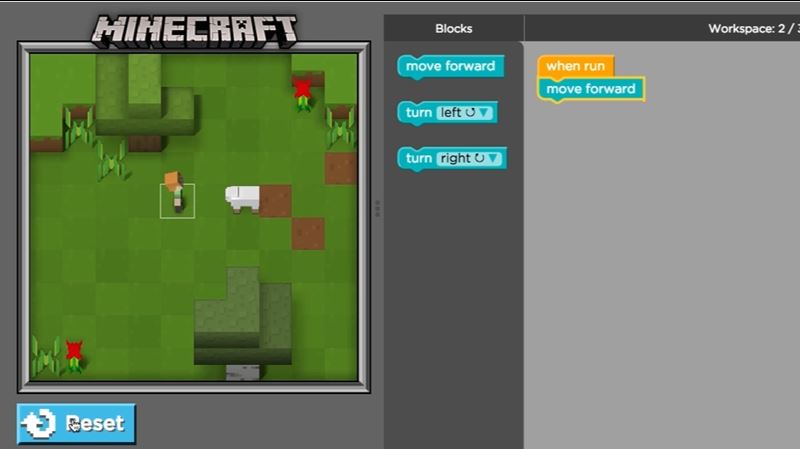 MINECRAFT
Blocks
Workspace: 2 / 3
move forward
turn left ↺ ▼
turn right ↻ ▼
when run
move forward
Reset